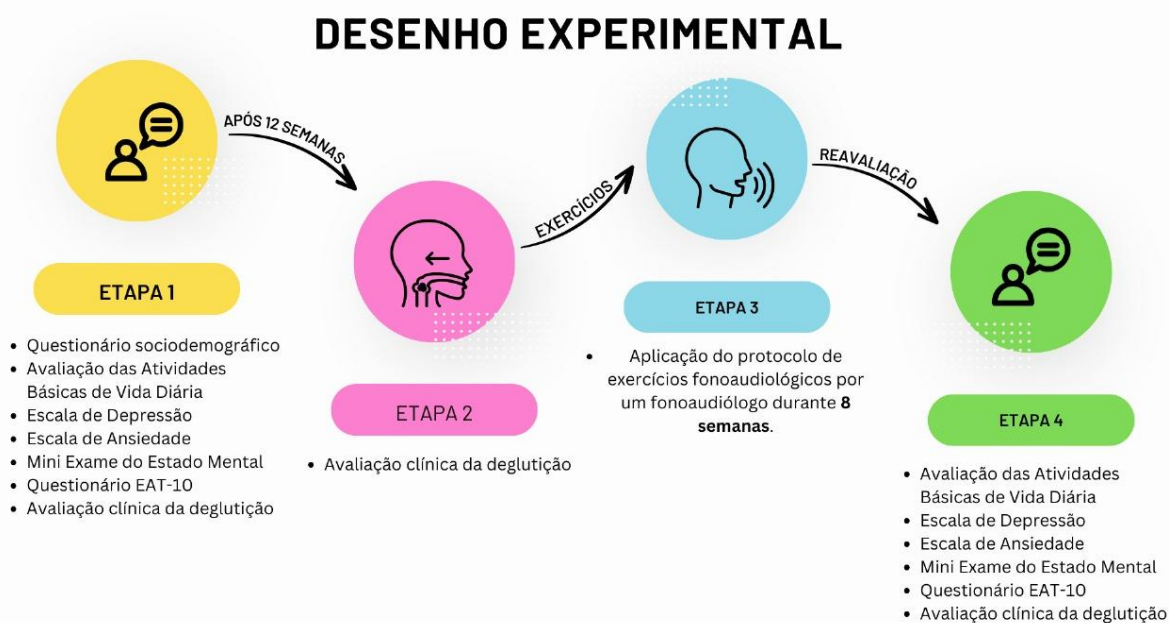 DESENHO EXPERIMENTAL
APÓS 12 SEMANAS
EXERCÍCIOS
REAVALIAÇÃO
ETAPA 1
• Questionário sociodemográfico
• Avaliação das Atividades
Básicas de Vida Diária
• Escala de Depressão
• Escala de Ansiedade
• Mini Exame do Estado Mental
• Questionário EAT-10
• Avaliação clínica da deglutição
ETAPA 2
• Avaliação clínica da deglutição
ETAPA 3
• Aplicação do protocolo de
exercícios fonoaudiológicos por
um fonoaudiólogo durante 8
semanas.
ETAPA 4
• Avaliação das Atividades
Básicas de Vida Diária
• Escala de Depressão
• Escala de Ansiedade
• Mini Exame do Estado Mental
• Questionário EAT-10
• Avaliação clínica da deglutição